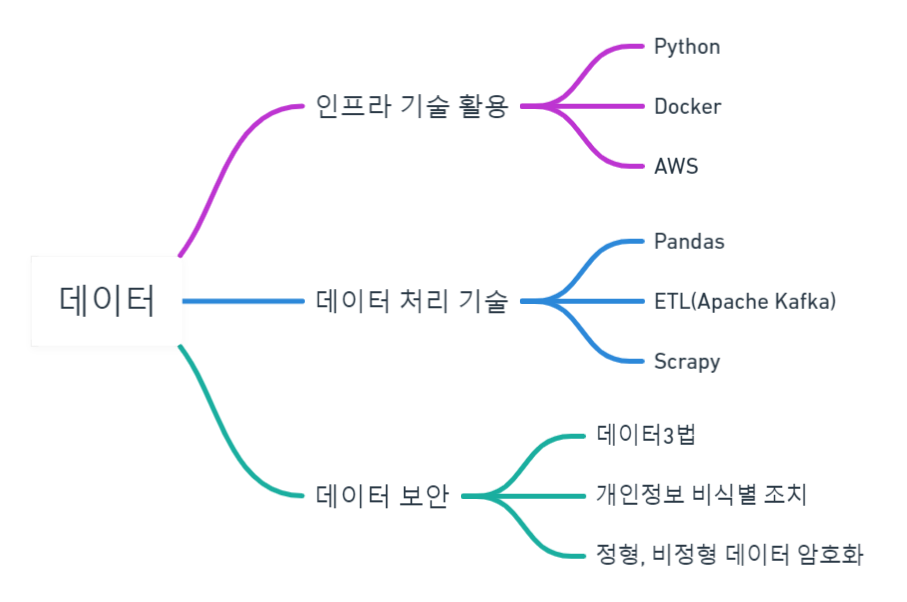 데이터
인프라 기술 활용
Python
Docker
AWS
데이터 처리 기술
Pandas
ETL(Apache Kafka)
Scrapy
데이터 보안
데이터3법
개인정보 비식별 조치
정형, 비정형 데이터 암호화